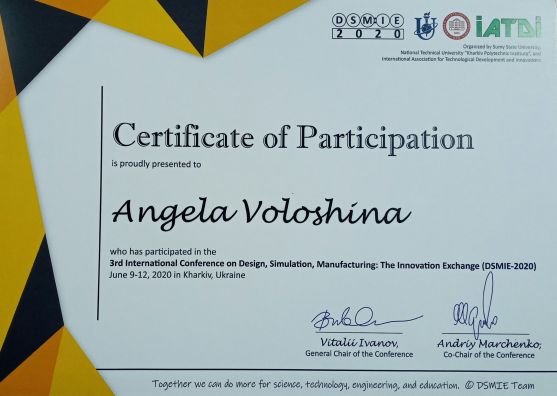 DSMIE
2020
iATDi
Organized by Sumy State University,
National Technical University "Kharkiv Polytechnic Institute", and
International Association for Technological Development and Innovations
Certificate of Participation
is proudly presented to
Angela Voloshina
who has participated in the
3rd International Conference on Design, Simulation, Manufacturing: The Innovation Exchange (DSMIE-2020)
June 9-12, 2020 in Kharkiv, Ukraine
Vitalii Ivanov,
General Chair of the Conference
Andriy Marchenko,
Co-Chair of the Conference
Together we can do more for science, technology, engineering, and education. © DSMIE Team